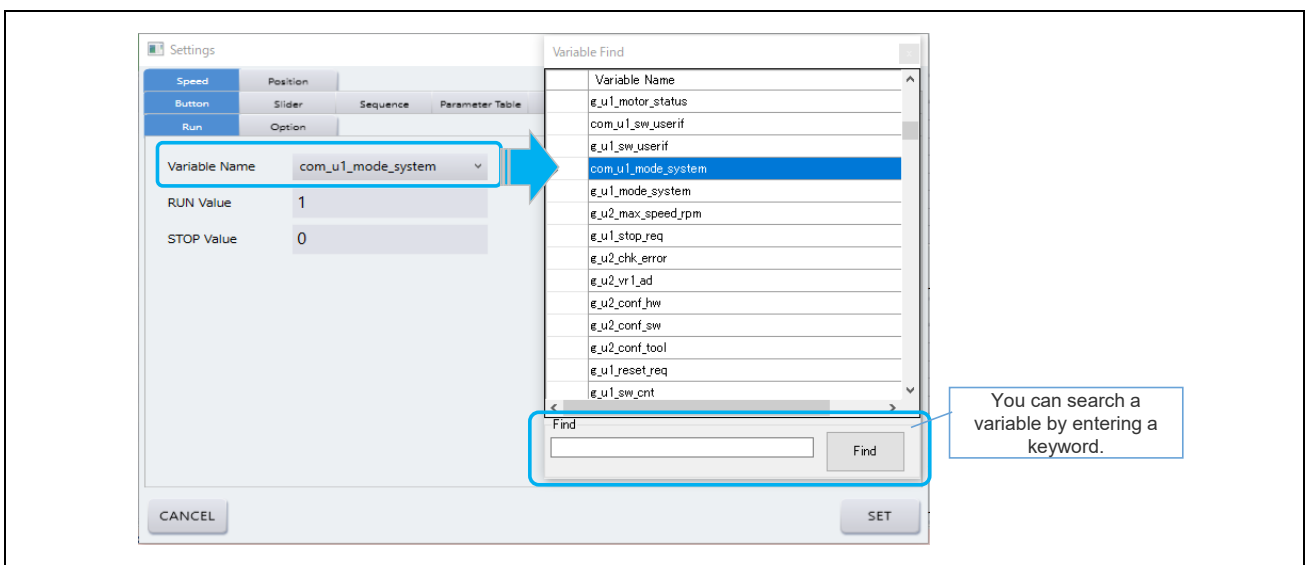 Settings
Speed Position
Button Slider Sequence Parameter Table
Run Option
Variable Name com_u1_mode_system
RUN Value 1
STOP Value 0
CANCEL
SET
Variable Find
Variable Name
g_u1_motor_status
com_u1_sw_userif
g_u1_sw_userif
com_u1_mode_system
g_u1_mode_system
g_u2_max_speed_rpm
g_u1_stop_req
g_u2_chk_error
g_u2_vr1_ad
g_u2_conf_hw
g_u2_conf_sw
g_u2_conf_tool
g_u1_reset_req
g_u1_sw_cnt
Find
Find
You can search a
variable by entering a
keyword.